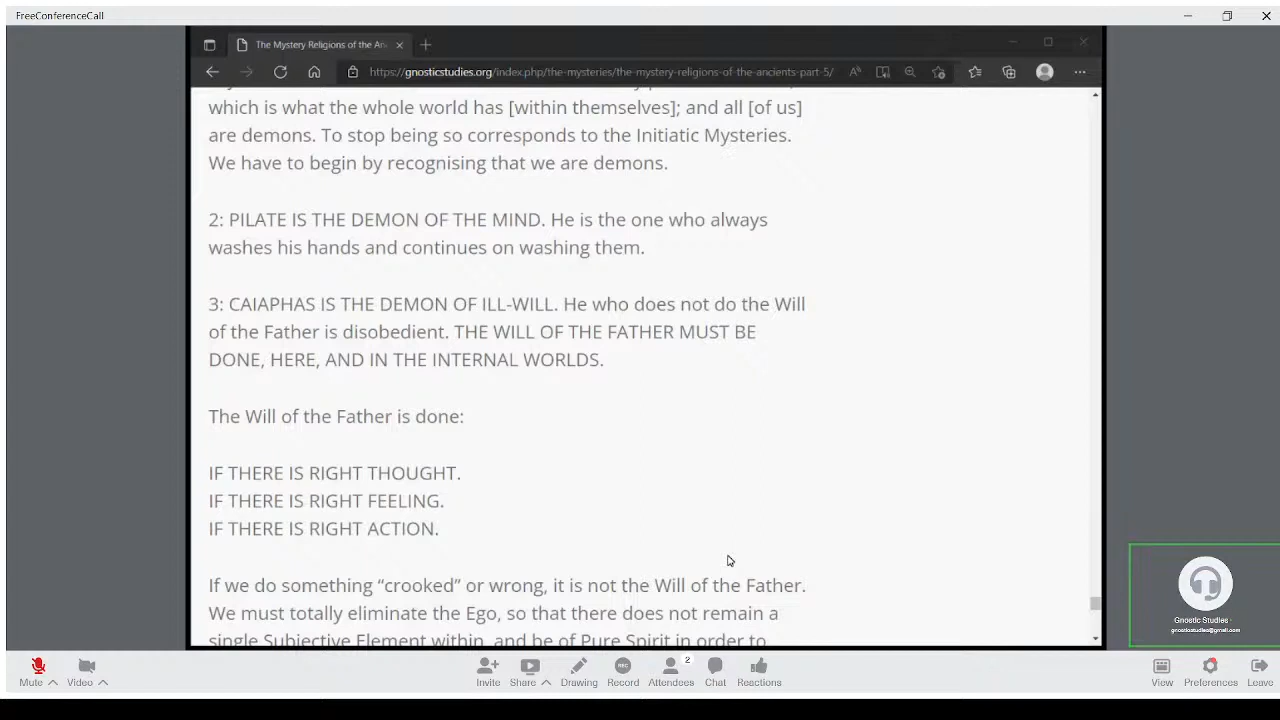 FreeConferenceCall
The Mystery Religions of the An
https://gnosticstudies.org/index.php/the-mysteries/the-mystery-religions-of-the-ancients-part-5/
which is what the whole world has [within themselves]; and all [of us]
are demons. To stop being so corresponds to the Initiatic Mysteries.
We have to begin by recognising that we are demons.
2: PILATE IS THE DEMON OF THE MIND. He is the one who always
washes his hands and continues on washing them.
3: CAIAPHAS IS THE DEMON OF ILL-WILL. He who does not do the Will
of the Father is disobedient. THE WILL OF THE FATHER MUST BE
DONE, HERE, AND IN THE INTERNAL WORLDS.
The Will of the Father is done:
IF THERE IS RIGHT THOUGHT.
IF THERE IS RIGHT FEELING.
IF THERE IS RIGHT ACTION.
If we do something “crooked” or wrong, it is not the Will of the Father.
We must totally eliminate the Ego, so that there does not remain a
single Subjective Element within, and be of Pure Spirit in order to
Gnostic Studies -
gnosticstudies@gmail.com
Mute Video Invite Share Drawing Record Attendees 2 Chat Reactions View Preferences Leave